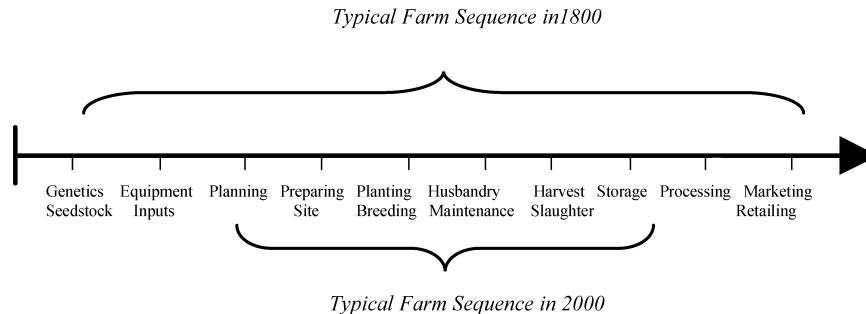 Typical Farm Sequence in1800
Genetics Equipment Planning Preparing Planting Husbandry Harvest Storage Processing Marketing
Seedstock Inputs Site Breeding Maintenance Slaughter Retailing
Typical Farm Sequence in 2000